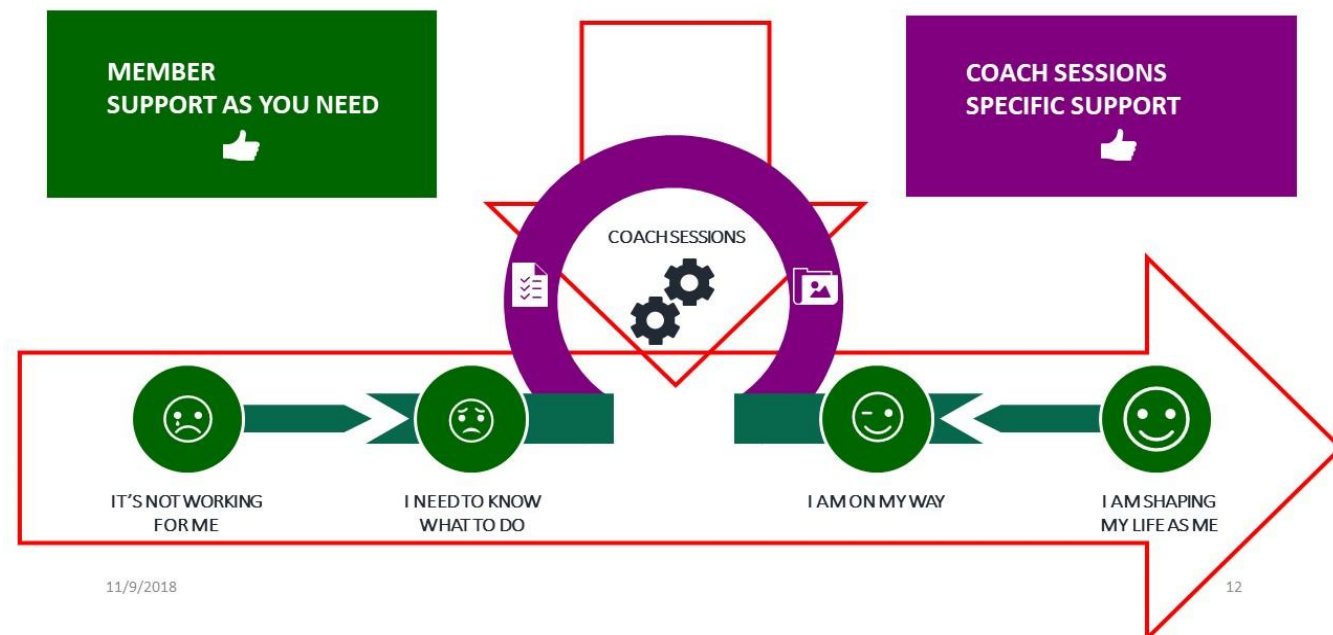 MEMBER
SUPPORT AS YOU NEED
COACH SESSIONS
SPECIFIC SUPPORT
COACH SESSIONS
IT'S NOT WORKING
FOR ME
I NEED TO KNOW
WHAT TO DO
I AM ON MY WAY
I AM SHAPING
MY LIFE AS ME
11/9/2018
12